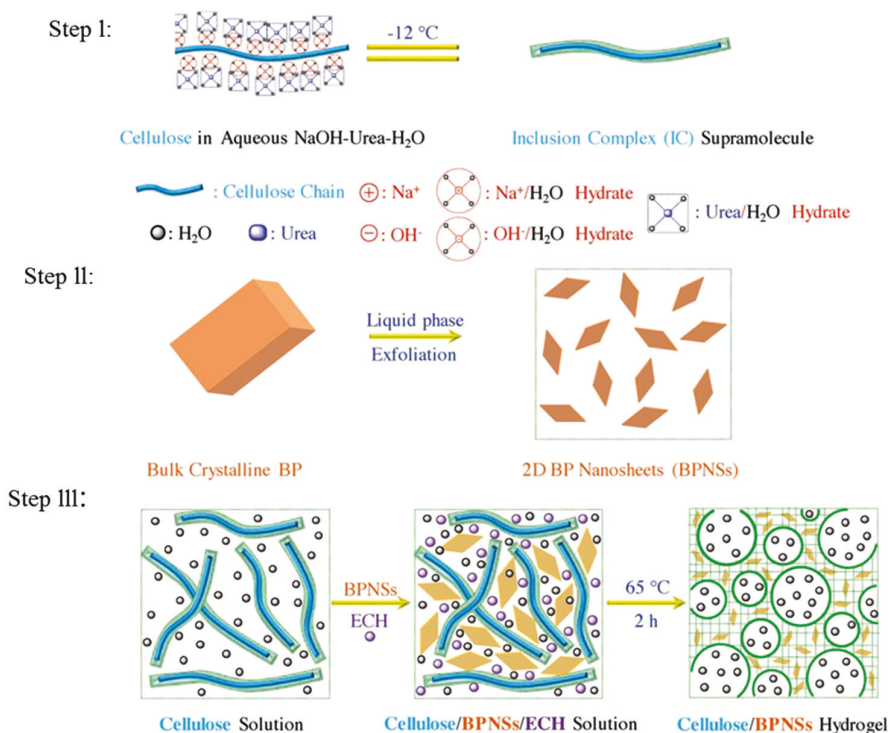 Step l:
-12 °C
Cellulose in Aqueous NaOH-Urea-H₂O
Inclusion Complex (IC) Supramolecule
: Cellulose Chain
+ : Na⁺
: Na⁺/H₂O Hydrate
: Urea/H₂O Hydrate
: H₂O
: Urea
− : OH⁻
: OH⁻/H₂O Hydrate
Step ll:
Liquid phase
Exfoliation
Bulk Crystalline BP
2D BP Nanosheets (BPNSs)
Step lll:
BPNSs
ECH
65 °C
2 h
Cellulose Solution
Cellulose/BPNSs/ECH Solution
Cellulose/BPNSs Hydrogel